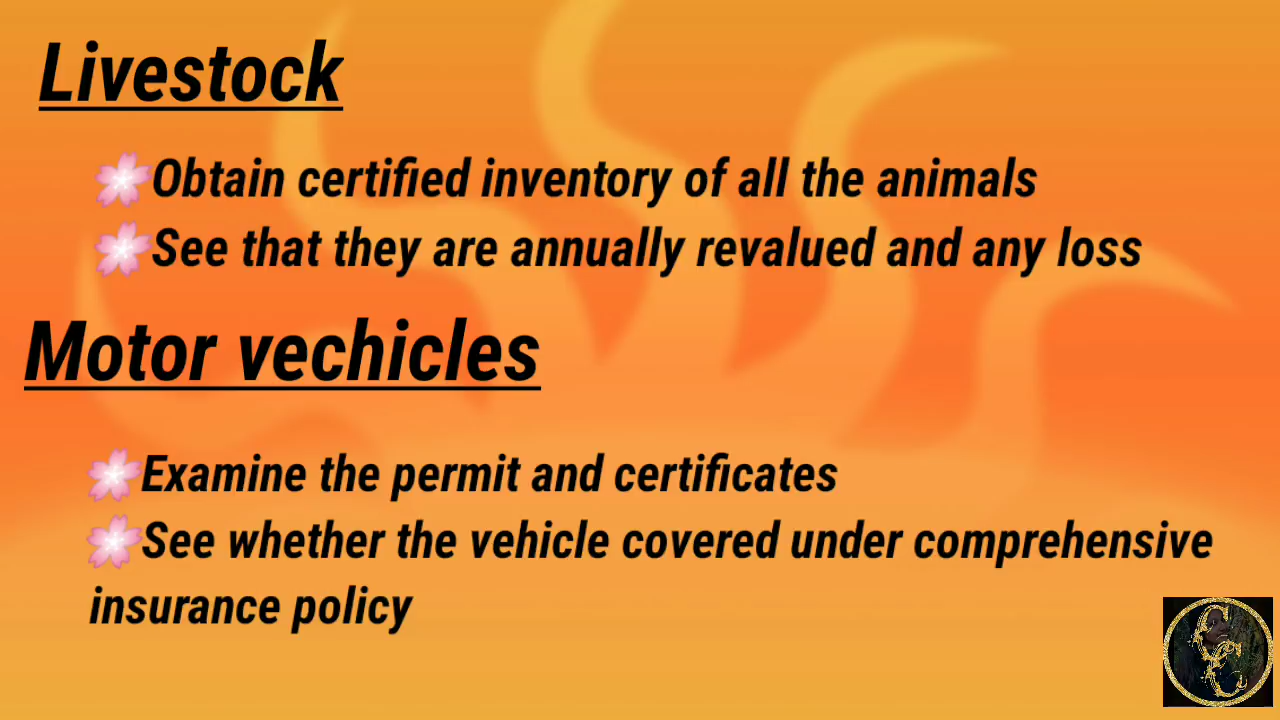 Livestock
Obtain certified inventory of all the animals
See that they are annually revalued and any loss
Motor vechicles
Examine the permit and certificates
See whether the vehicle covered under comprehensive
insurance policy